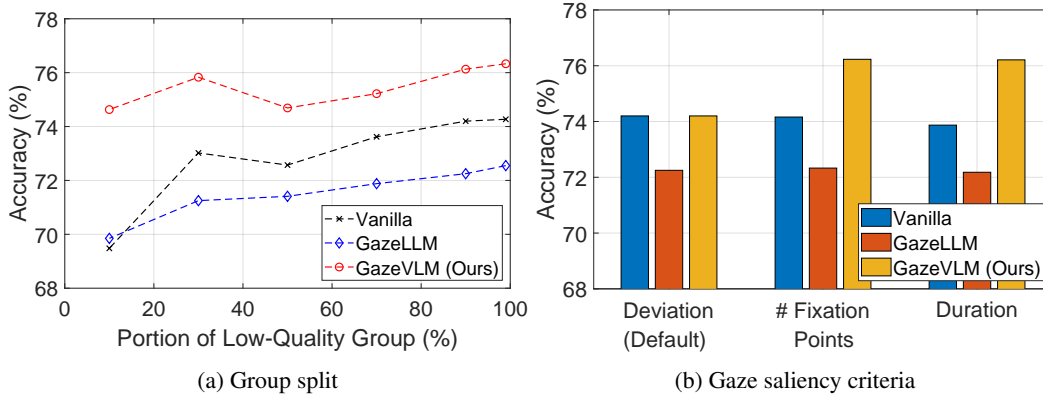 78
76
74
72
70
68
Accuracy (%)
0 20 40 60 80 100
Portion of Low-Quality Group (%)
Vanilla
GazeLLM
GazeVLM (Ours)
(a) Group split
78
76
74
72
70
68
Accuracy (%)
Vanilla
GazeLLM
GazeVLM (Ours)
Deviation
(Default)
# Fixation
Points
Duration
(b) Gaze saliency criteria